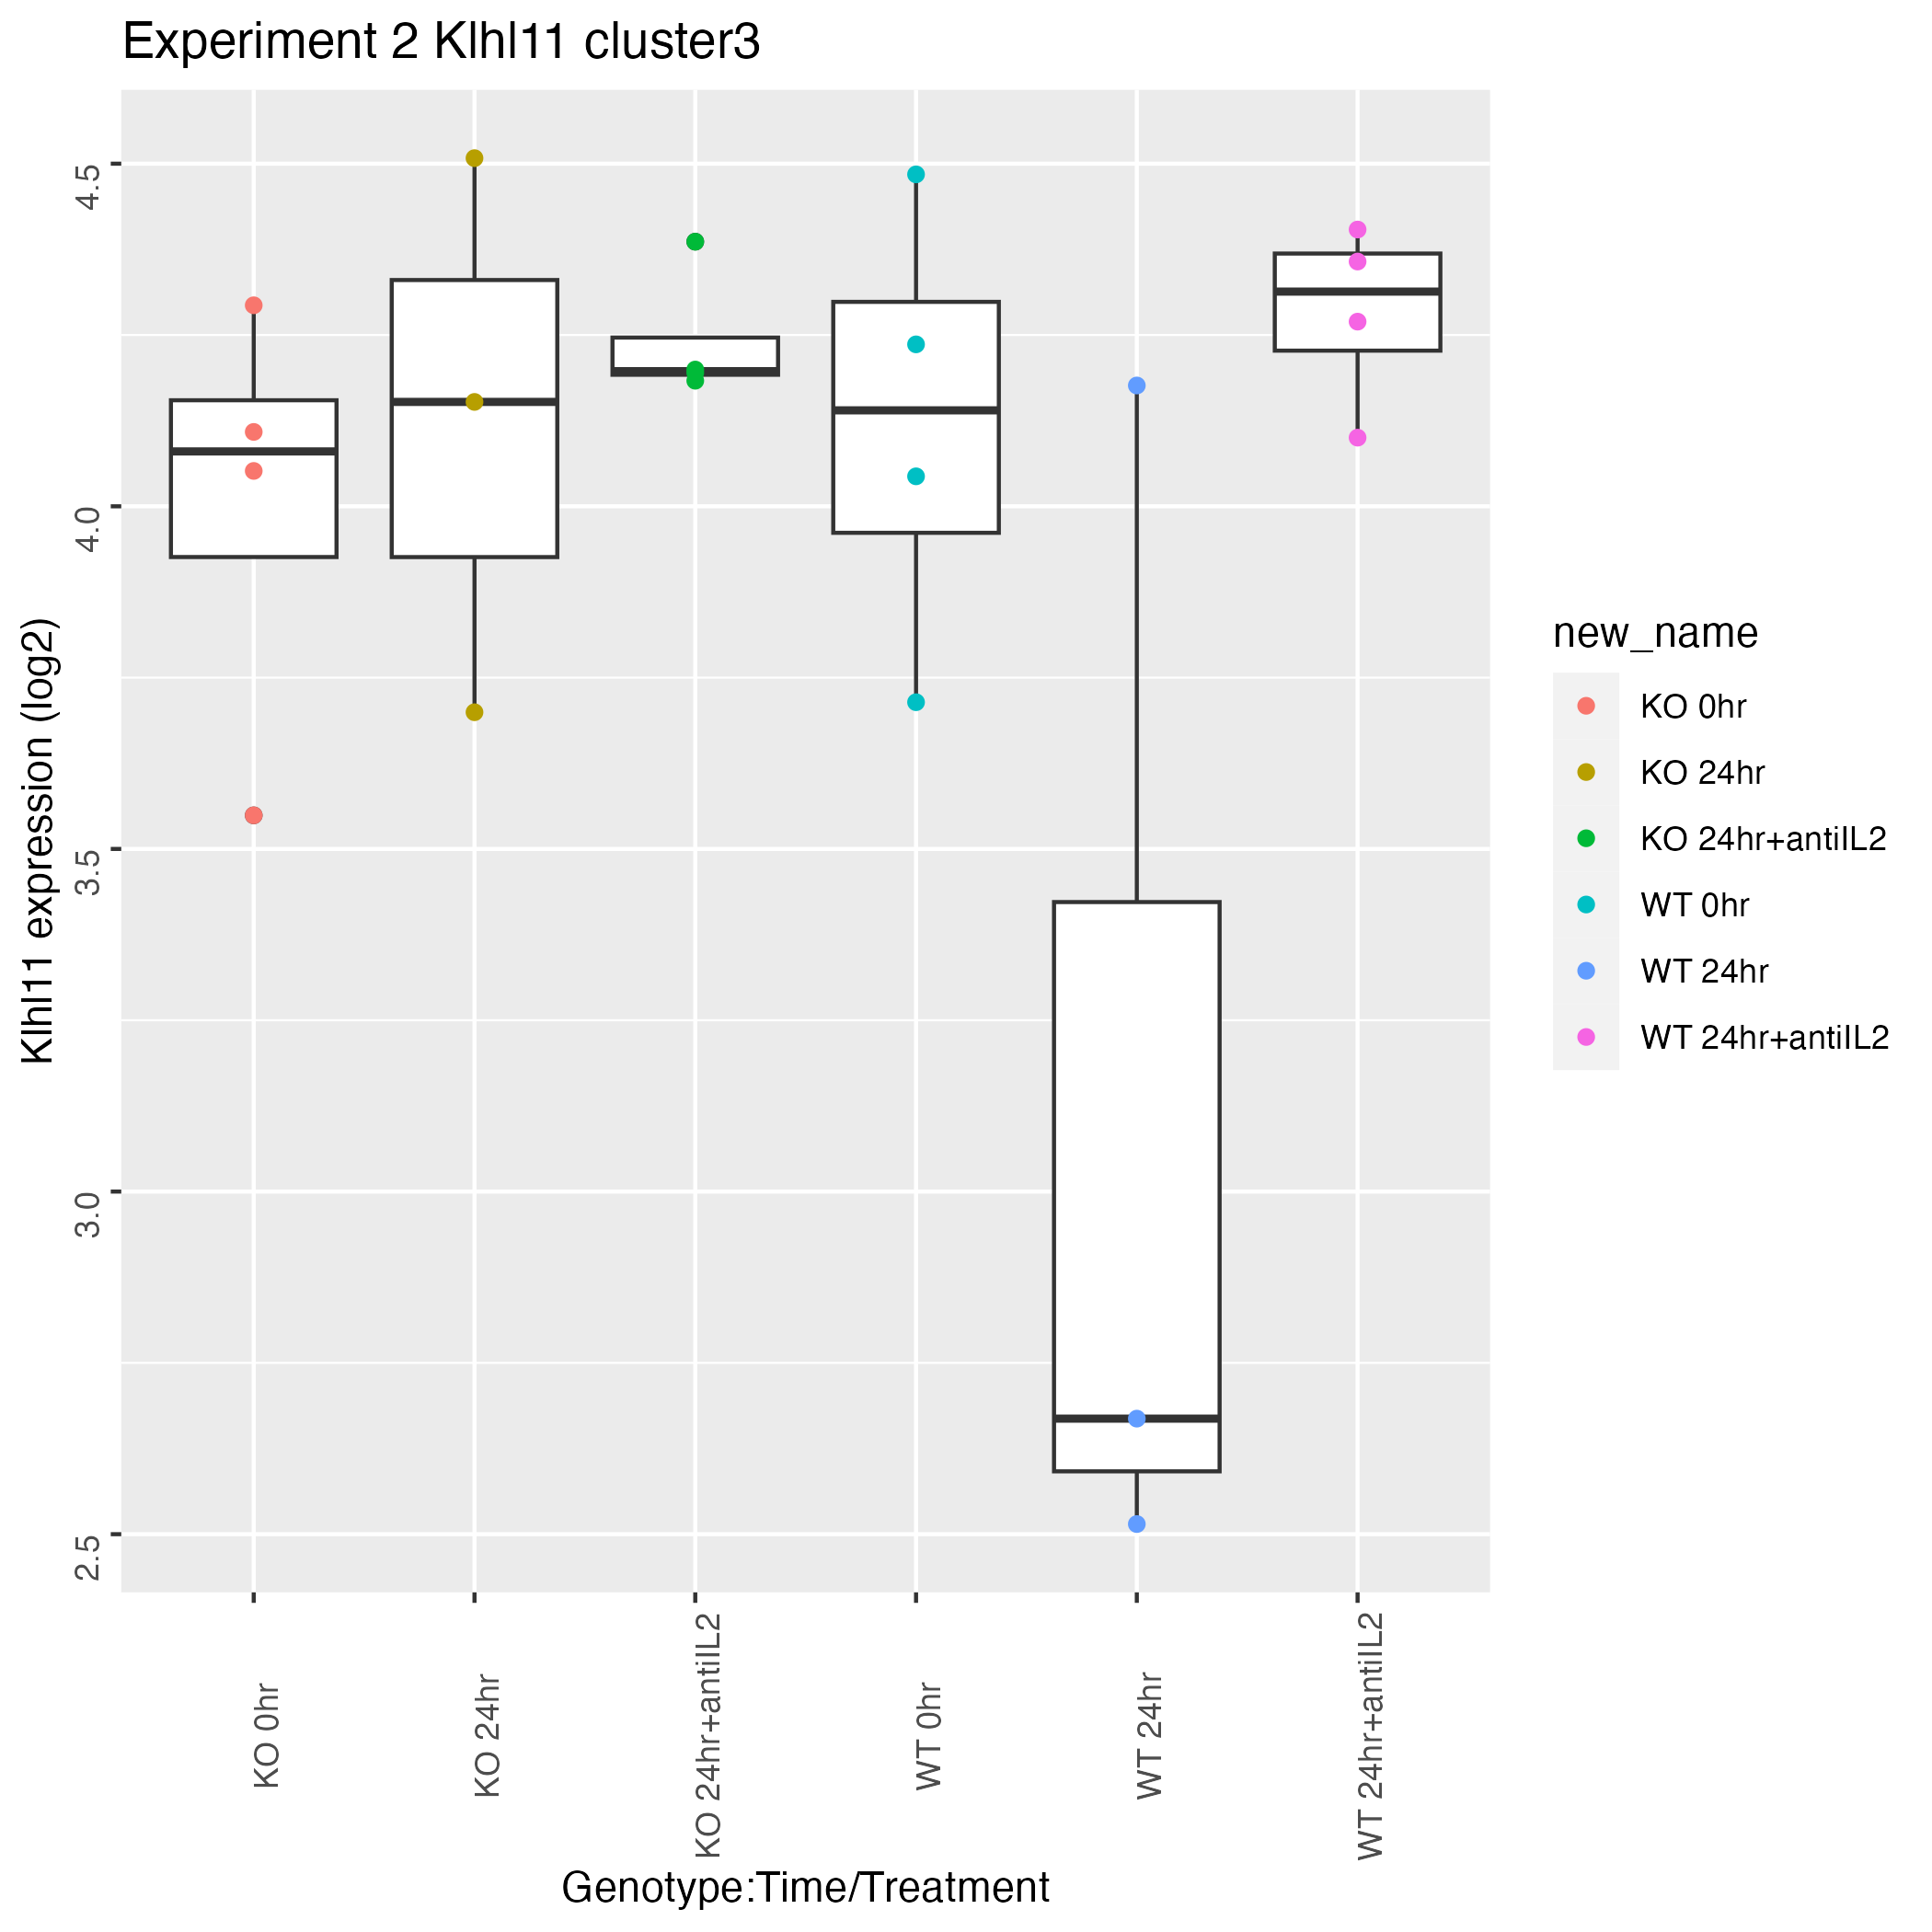 Experiment 2 Klhl11 cluster3
Klhl11 expression (log2)
4.5
4.0
3.5
3.0
2.5
KO 0hr
KO 24hr
KO 24hr+antiIL2
WT 0hr
WT 24hr
WT 24hr+antiIL2
Genotype:Time/Treatment
new_name
KO 0hr
KO 24hr
KO 24hr+antiIL2
WT 0hr
WT 24hr
WT 24hr+antiIL2